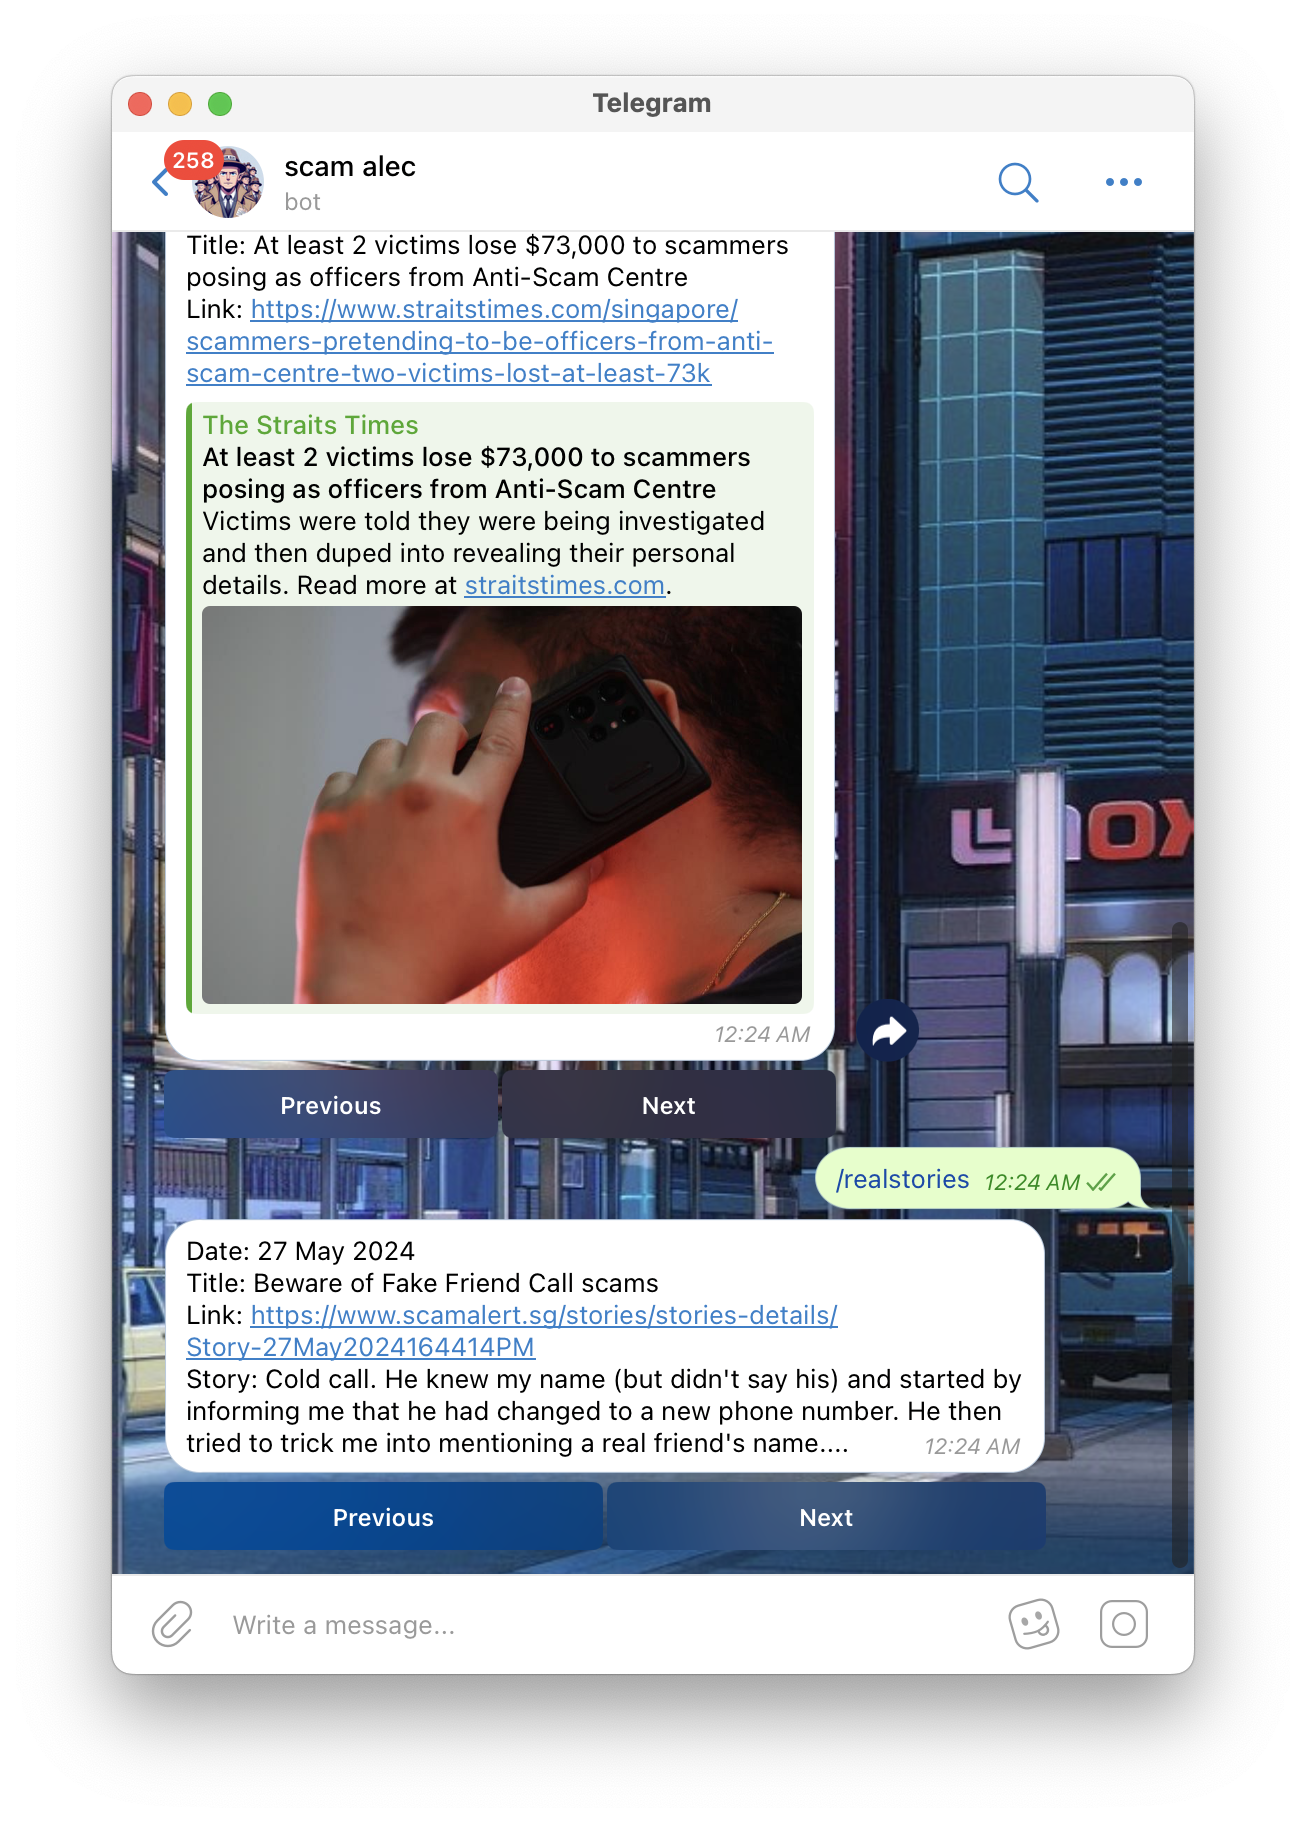 Telegram
258
scam alec
bot
Title: At least 2 victims lose $73,000 to scammers
posing as officers from Anti-Scam Centre
Link: https://www.straitstimes.com/singapore/
scammers-pretending-to-be-officers-from-anti-
scam-centre-two-victims-lost-at-least-73k
The Straits Times
At least 2 victims lose $73,000 to scammers
posing as officers from Anti-Scam Centre
Victims were told they were being investigated
and then duped into revealing their personal
details. Read more at straitstimes.com.
12:24 AM
Previous
Next
/realstories 12:24 AM
Date: 27 May 2024
Title: Beware of Fake Friend Call scams
Link: https://www.scamalert.sg/stories/stories-details/
Story-27May2024164414PM
Story: Cold call. He knew my name (but didn't say his) and started by
informing me that he had changed to a new phone number. He then
tried to trick me into mentioning a real friend's name....
12:24 AM
Previous
Next
Write a message...